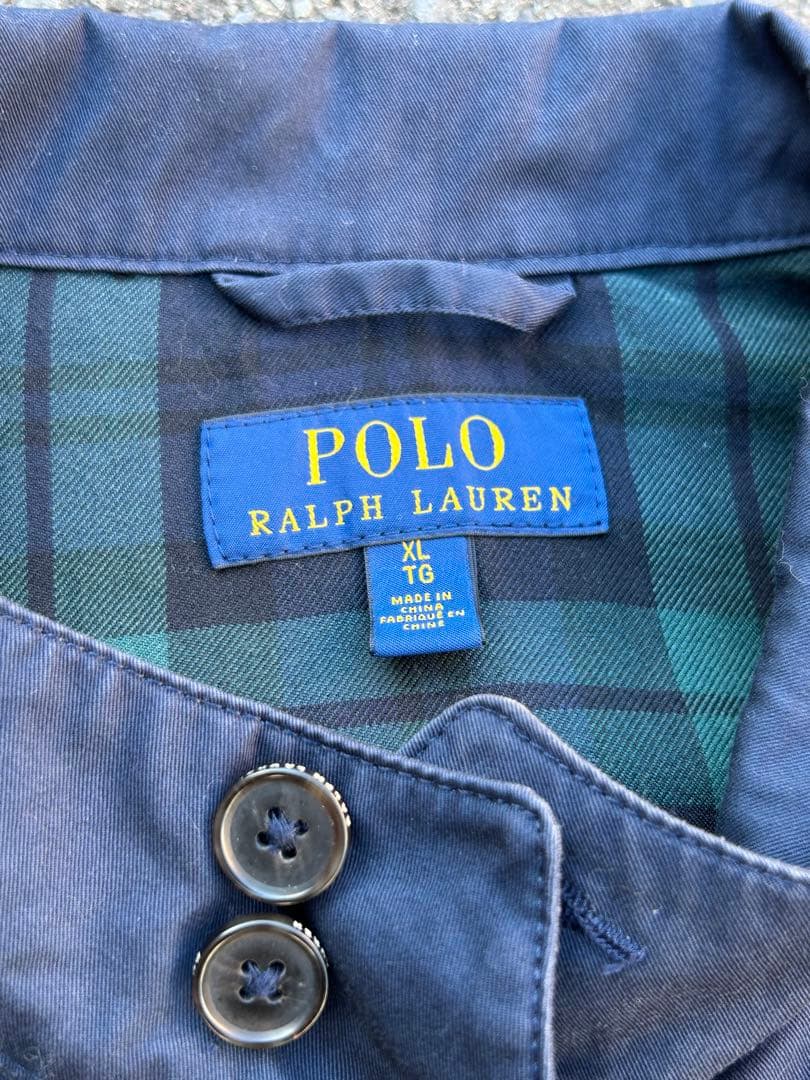 POLO
RALPH LAUREN
XL
TG
MADE IN
CHINA
FABRIQUÉ EN
CHINE